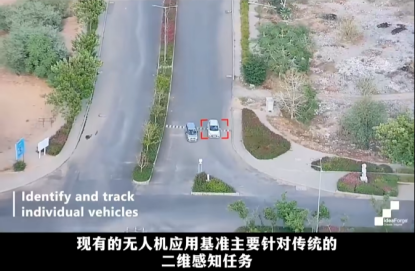 Identify and track
individual vehicles
现有的无人机应用基准主要针对传统的
二维感知任务